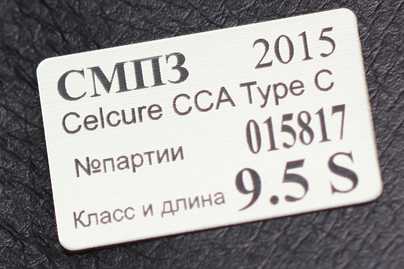 СМПЗ 2015
Celcure CCA Type C
№партии 015817
Класс и длина 9.5 S